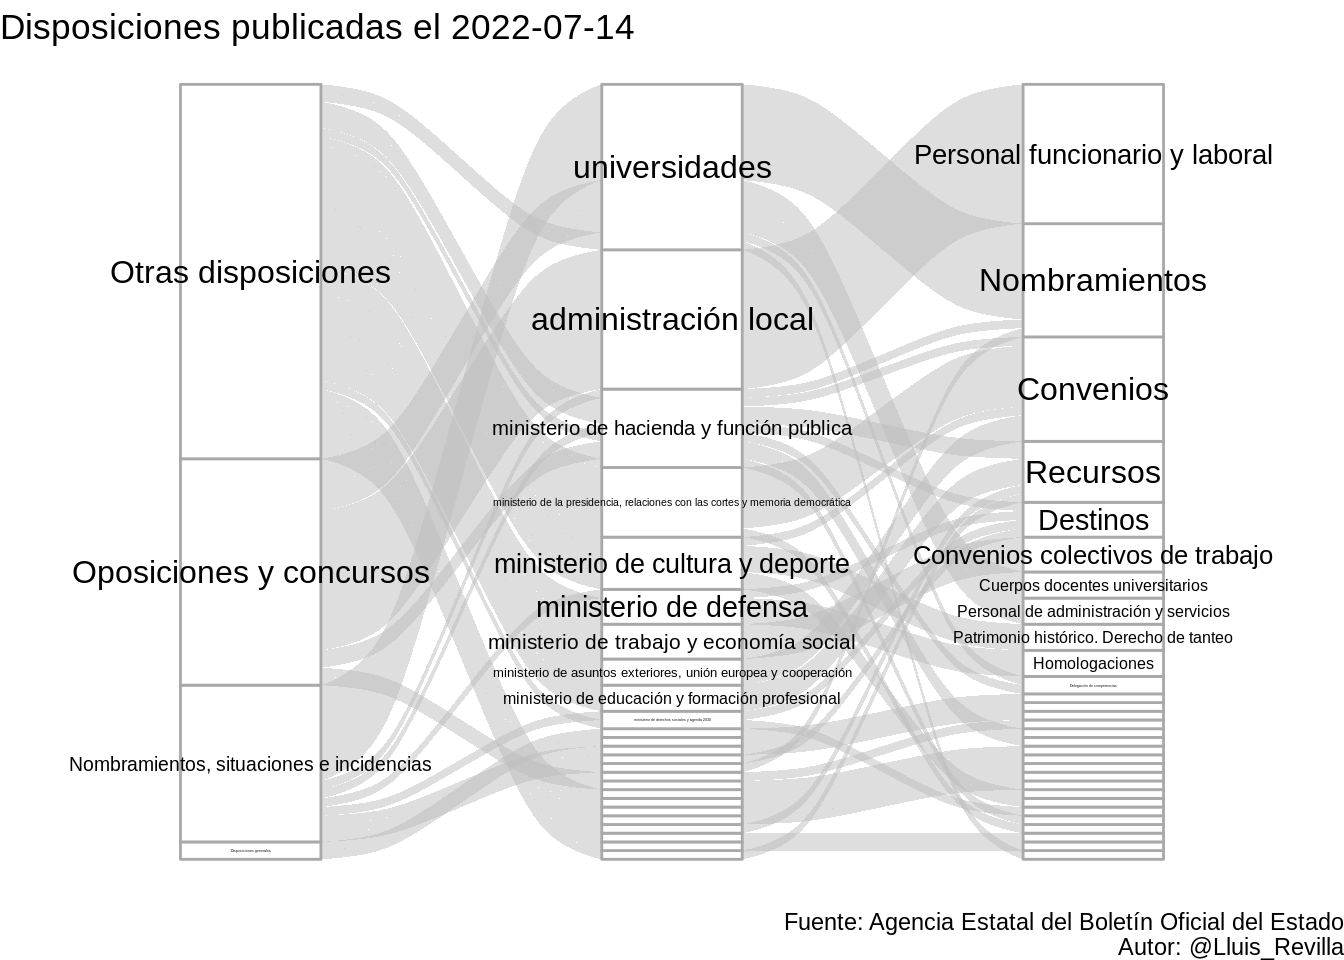 Disposiciones publicadas el 2022-07-14
Otras disposiciones
Oposiciones y concursos
Nombramientos, situaciones e incidencias
Disposiciones generales
universidades
administración local
ministerio de hacienda y función pública
ministerio de la presidencia, relaciones con las cortes y memoria democrática
ministerio de cultura y deporte
ministerio de defensa
ministerio de trabajo y economía social
ministerio de asuntos exteriores, unión europea y cooperación
ministerio de educación y formación profesional
ministerio de derechos sociales y agenda 2030
Personal funcionario y laboral
Nombramientos
Convenios
Recursos
Destinos
Convenios colectivos de trabajo
Cuerpos docentes universitarios
Personal de administración y servicios
Patrimonio histórico. Derecho de tanteo
Homologaciones
Delegación de competencias
Fuente: Agencia Estatal del Boletín Oficial del Estado
Autor: @Lluis_Revilla